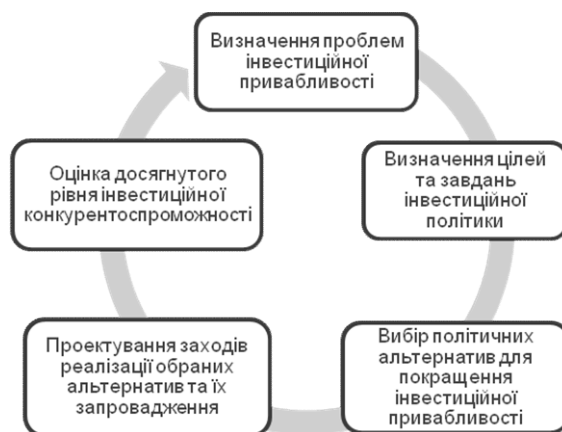 Визначення проблем
інвестиційної
привабливості
Визначення цілей
та завдань
інвестиційної
політики
Вибір політичних
альтернатив для
покращення
інвестиційної
привабливості
Проектування заходів
реалізації обраних
альтернатив та їх
запровадження
Оцінка досягнутого
рівня інвестиційної
конкурентоспроможності